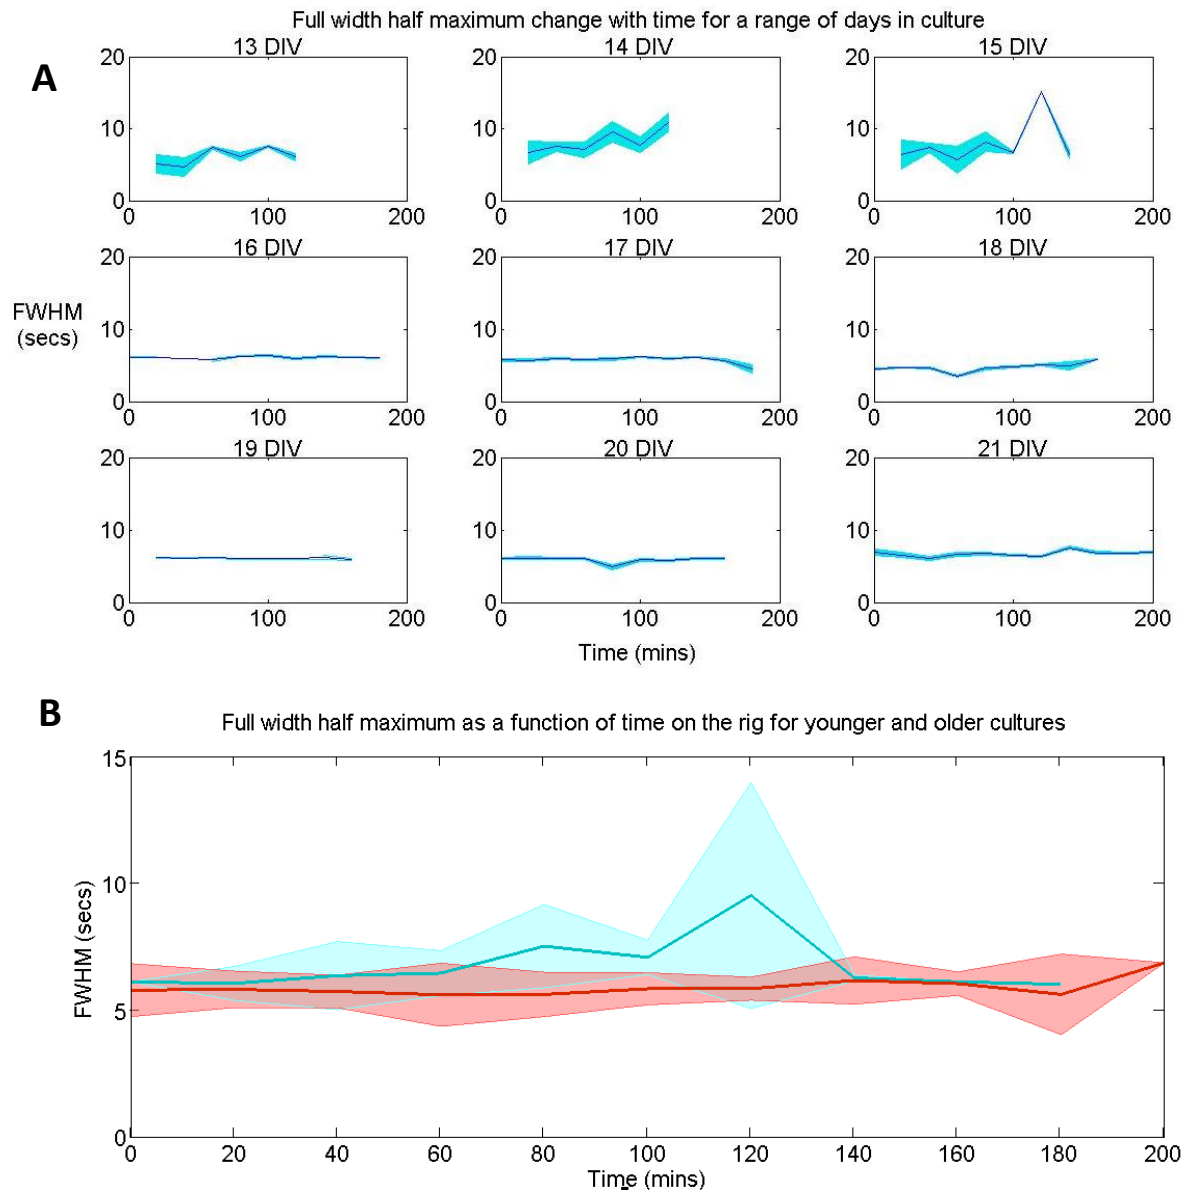 Full width half maximum change with time for a range of days in culture
A
13 DIV
14 DIV
15 DIV
20
10
0
0 100 200
20
10
0
0 100 200
20
10
0
0 100 200
FWHM
(secs)
16 DIV
17 DIV
18 DIV
20
10
0
0 100 200
20
10
0
0 100 200
20
10
0
0 100 200
19 DIV
20 DIV
21 DIV
20
10
0
0 100 200
20
10
0
0 100 200
20
10
0
0 100 200
Time (mins)
B
Full width half maximum as a function of time on the rig for younger and older cultures
FWHM (secs)
15
10
5
0
0 20 40 60 80 100 120 140 160 180 200
Time (mins)